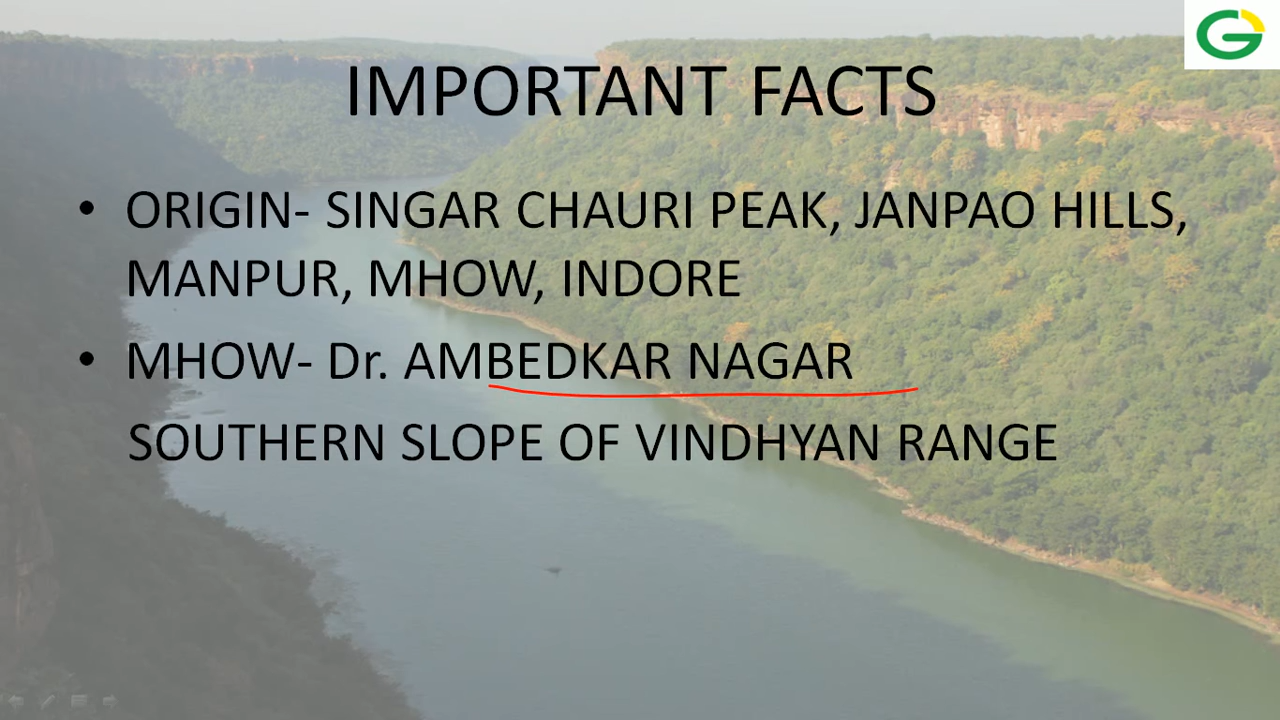 IMPORTANT FACTS
• ORIGIN- SINGAR CHAURI PEAK, JANPAO HILLS,
MANPUR, MHOW, INDORE
• MHOW- Dr. AMBEDKAR NAGAR
SOUTHERN SLOPE OF VINDHYAN RANGE
G